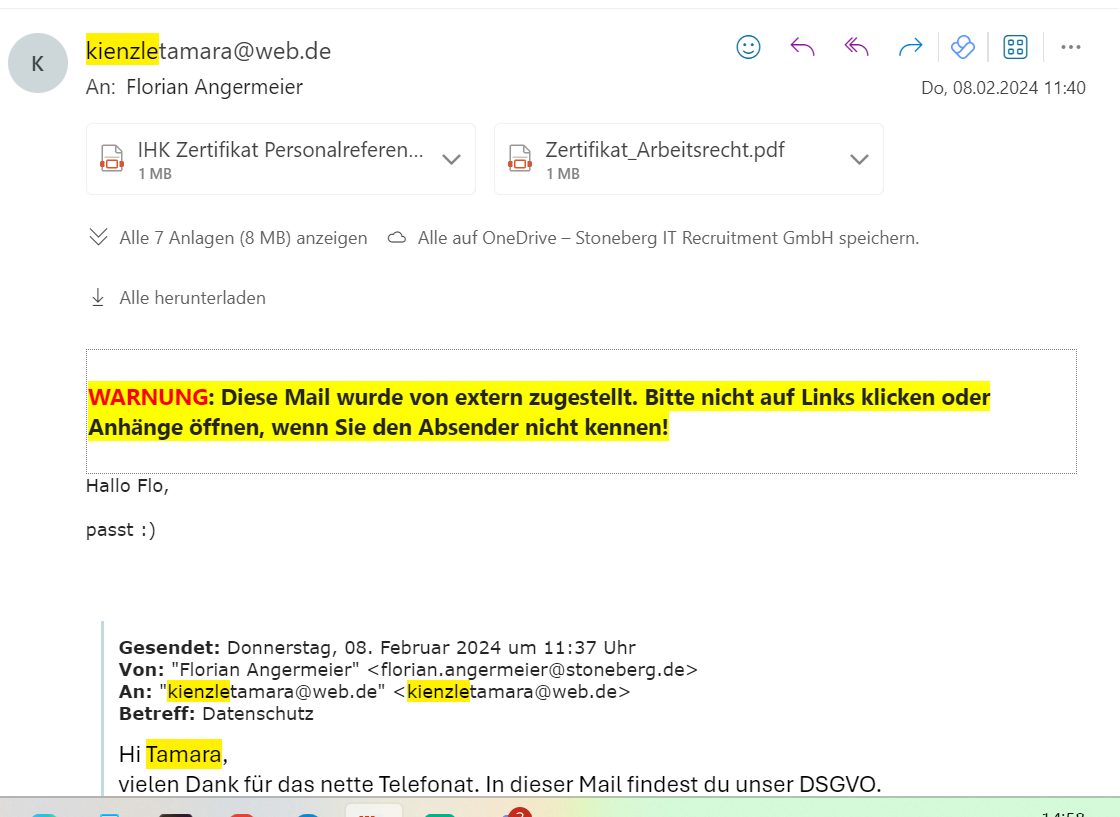 K
kienzletamara@web.de
An: Florian Angermeier
Do, 08.02.2024 11:40
IHK Zertifikat Personalreferen...
1 MB
Zertifikat_Arbeitsrecht.pdf
1 MB
Alle 7 Anlagen (8 MB) anzeigen
Alle auf OneDrive – Stoneberg IT Recruitment GmbH speichern.
Alle herunterladen
WARNUNG: Diese Mail wurde von extern zugestellt. Bitte nicht auf Links klicken oder
Anhänge öffnen, wenn Sie den Absender nicht kennen!
Hallo Flo,
passt :)
Gesendet: Donnerstag, 08. Februar 2024 um 11:37 Uhr
Von: "Florian Angermeier" <florian.angermeier@stoneberg.de>
An: "kienzletamara@web.de" <kienzletamara@web.de>
Betreff: Datenschutz
Hi Tamara,
vielen Dank für das nette Telefonat. In dieser Mail findest du unser DSGVO.